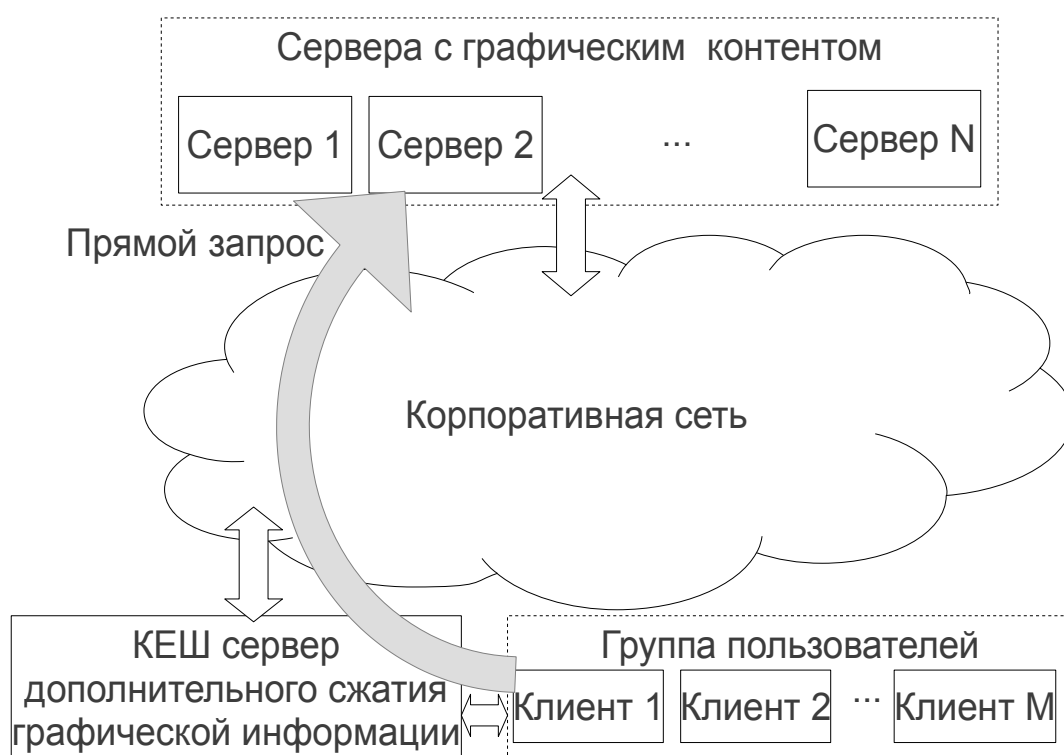 Сервера с графическим контентом
Сервер 1
Сервер 2
...
Сервер N
Прямой запрос
Корпоративная сеть
КЕШ сервер
дополнительного сжатия
графической информации
Группа пользователей
Клиент 1
Клиент 2
...
Клиент М